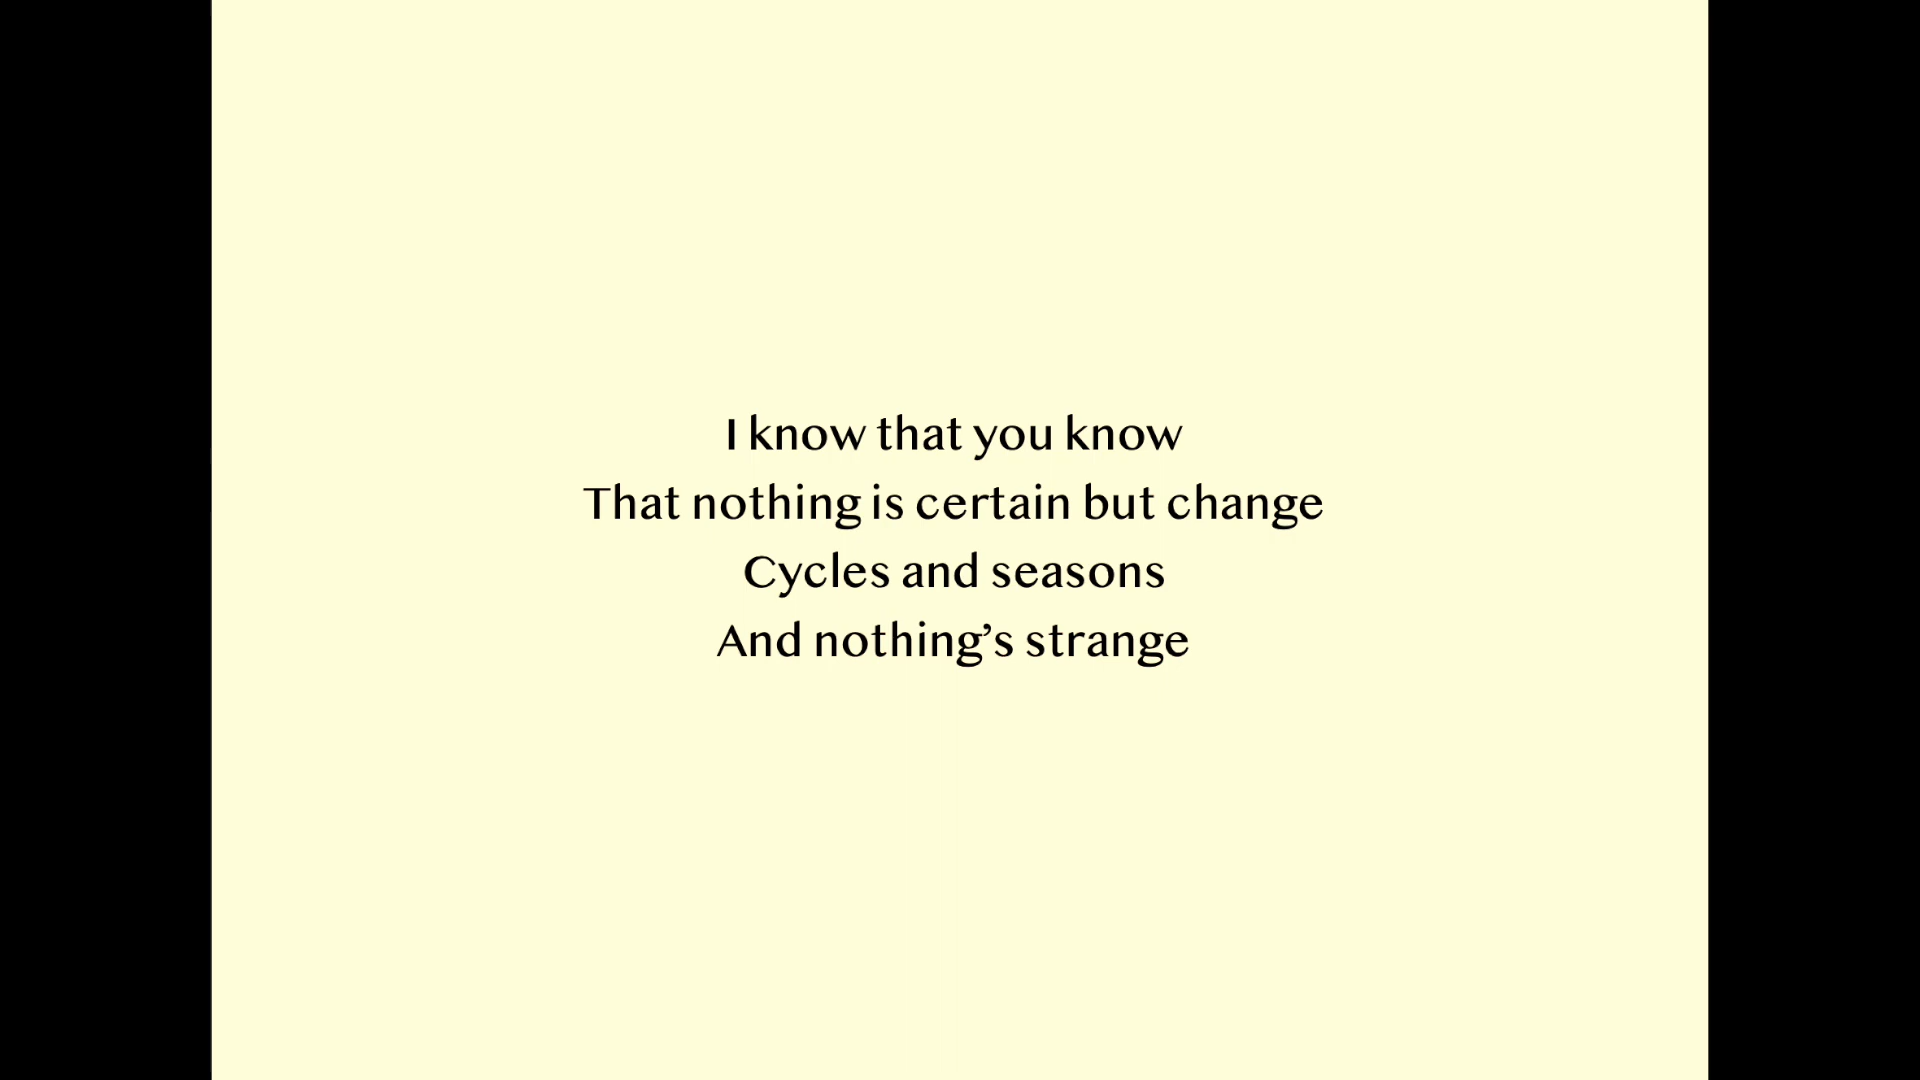 I know that you know
That nothing is certain but change
Cycles and seasons
And nothing’s strange